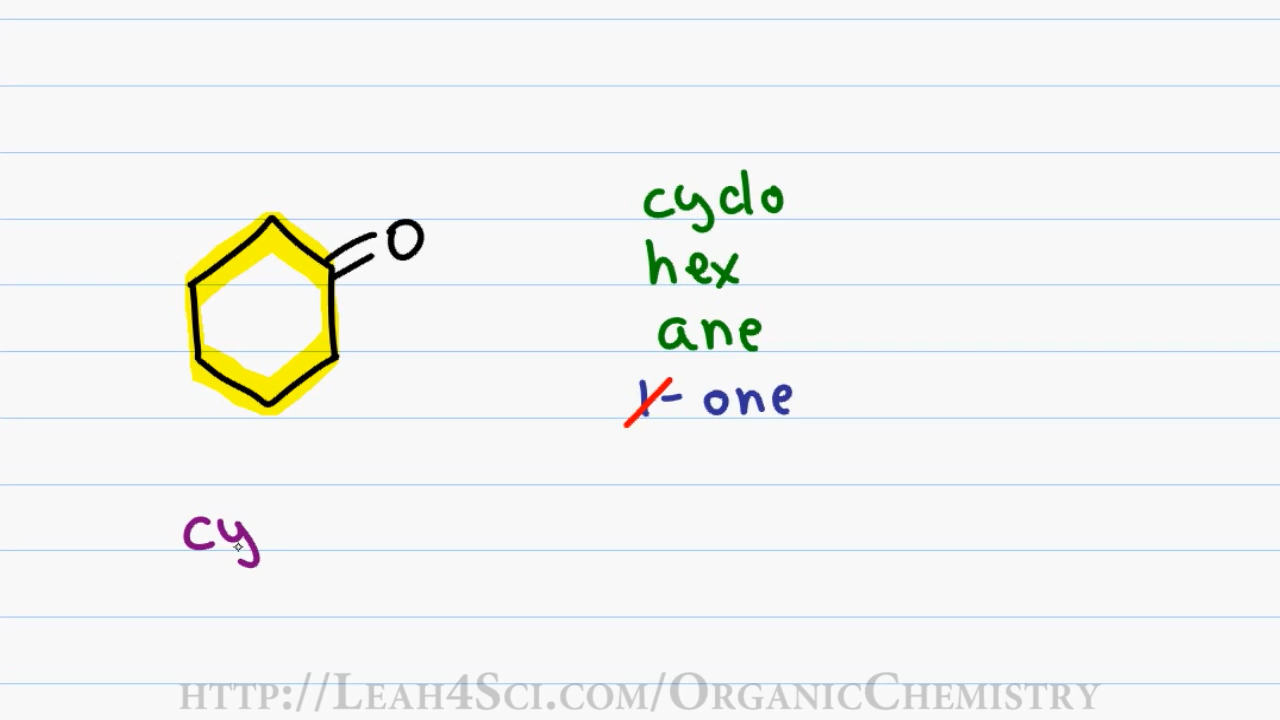 O
cyclo
hex
ane
1- one
cy
HTTP://LEAH4SCI.COM/ORGANICCHEMISTRY